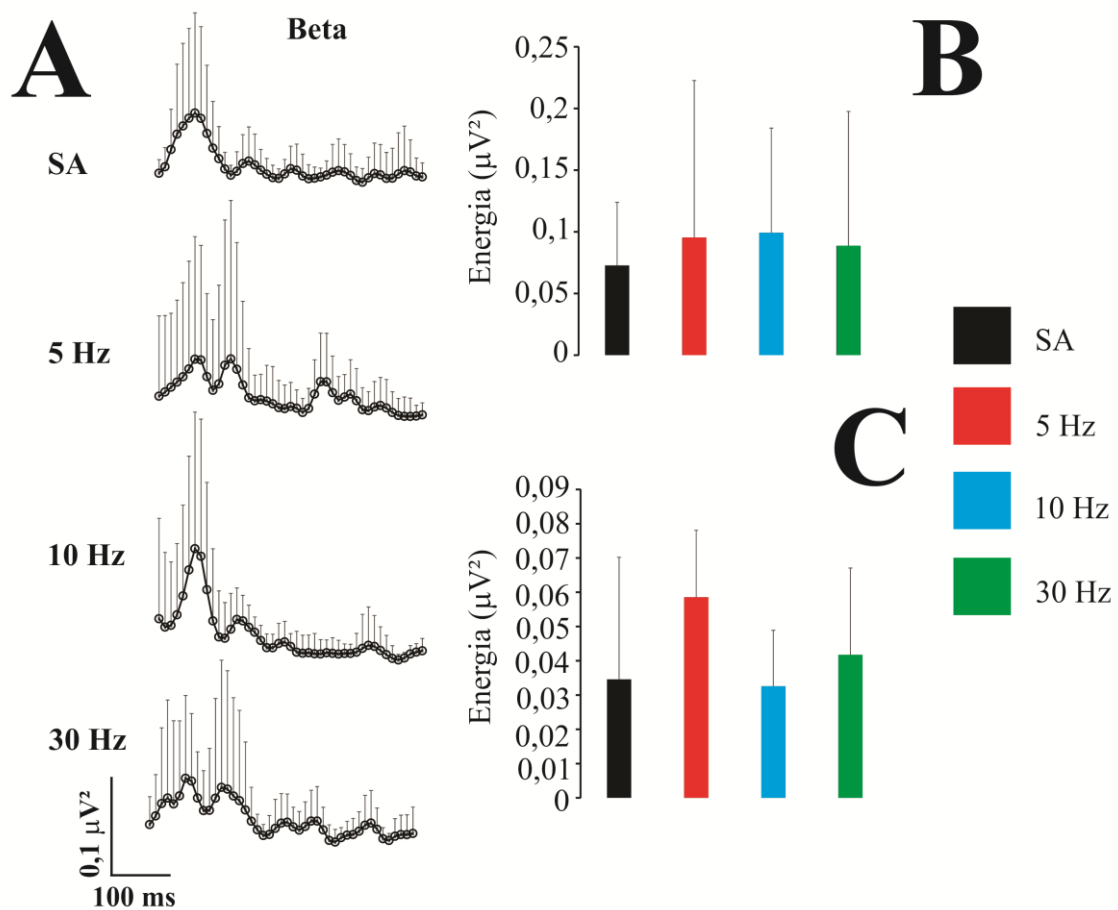 A
Beta
SA
5 Hz
10 Hz
30 Hz
0,1 µV²
100 ms
B
Energia (µV²)
0,25
0,2
0,15
0,1
0,05
0
C
Energia (µV²)
0,09
0,08
0,07
0,06
0,05
0,04
0,03
0,02
0,01
0
SA
5 Hz
10 Hz
30 Hz